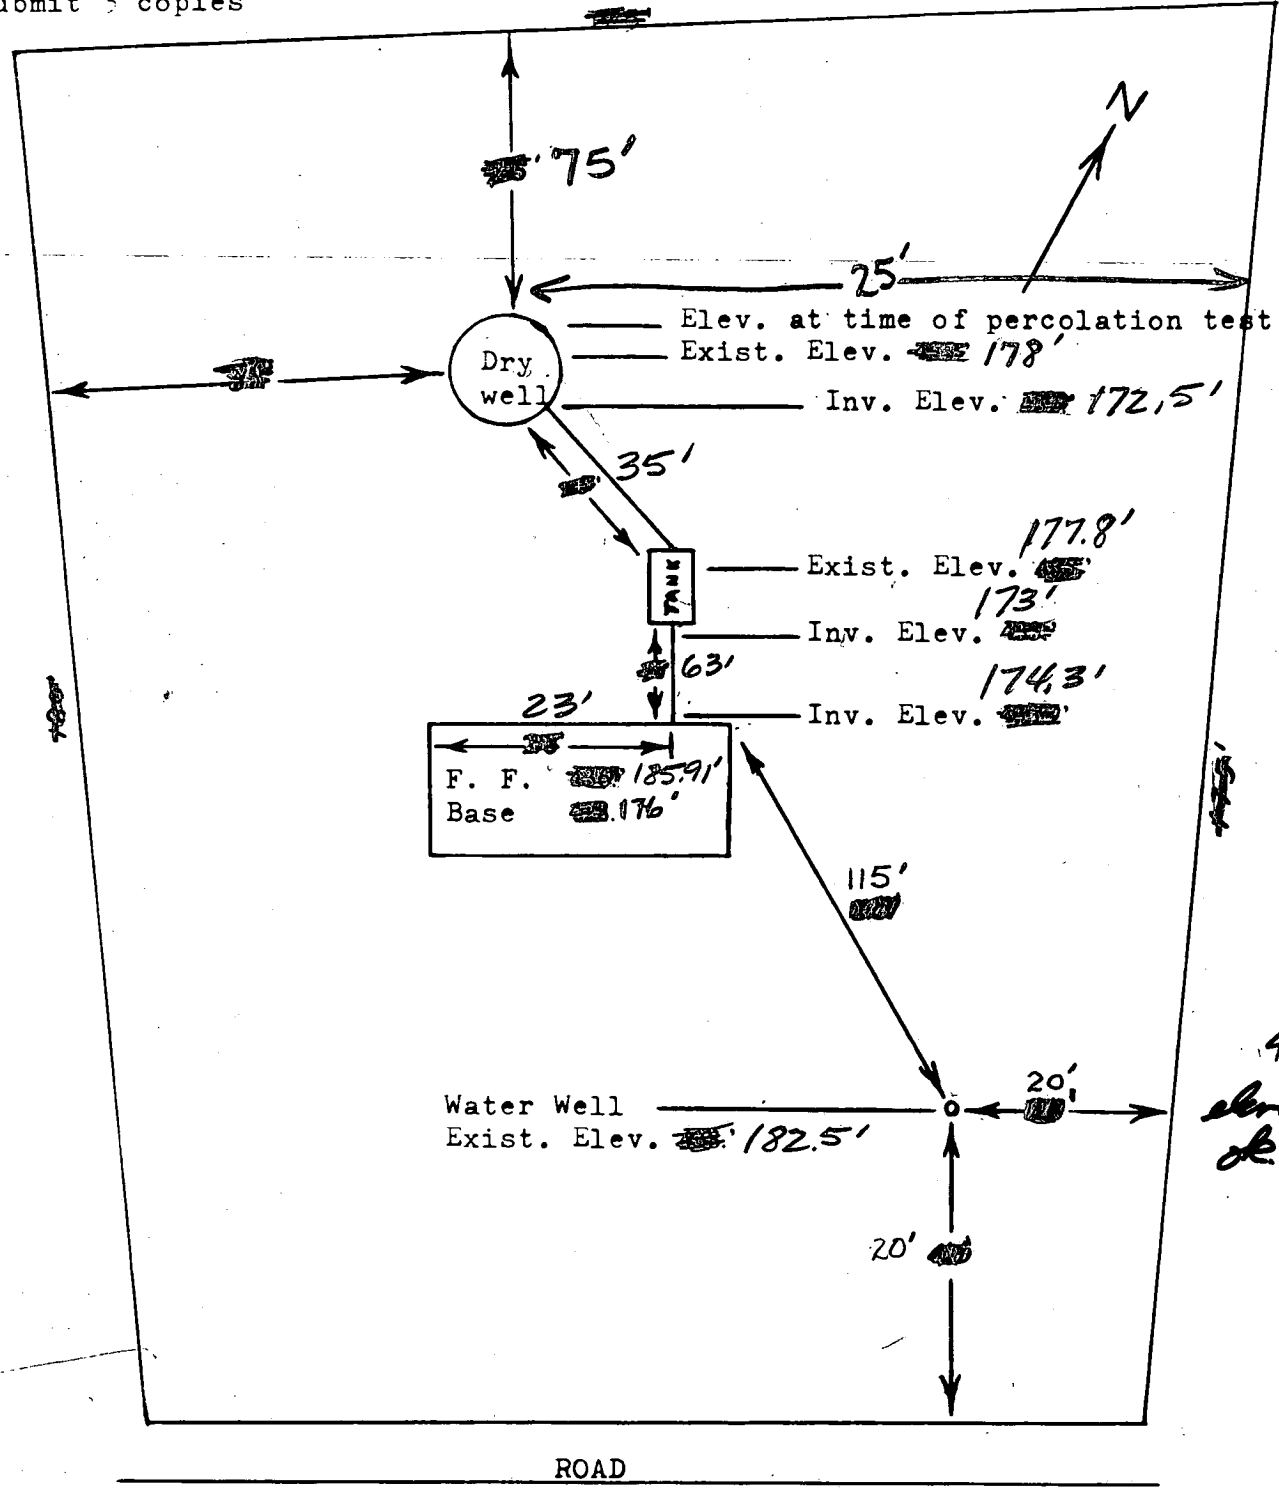 submit copies
75'
N
25'
Elev. at time of percolation test
Exist. Elev. 178'
Dry
well
Inv. Elev. 172,5'
35'
177.8'
Exist. Elev.
TANK
173'
Inv. Elev.
63'
174,3'
23'
Inv. Elev.
F. F. 185.91'
Base 176'
115'
20'
Water Well
Exist. Elev. 182.5'
ok
20'
ROAD